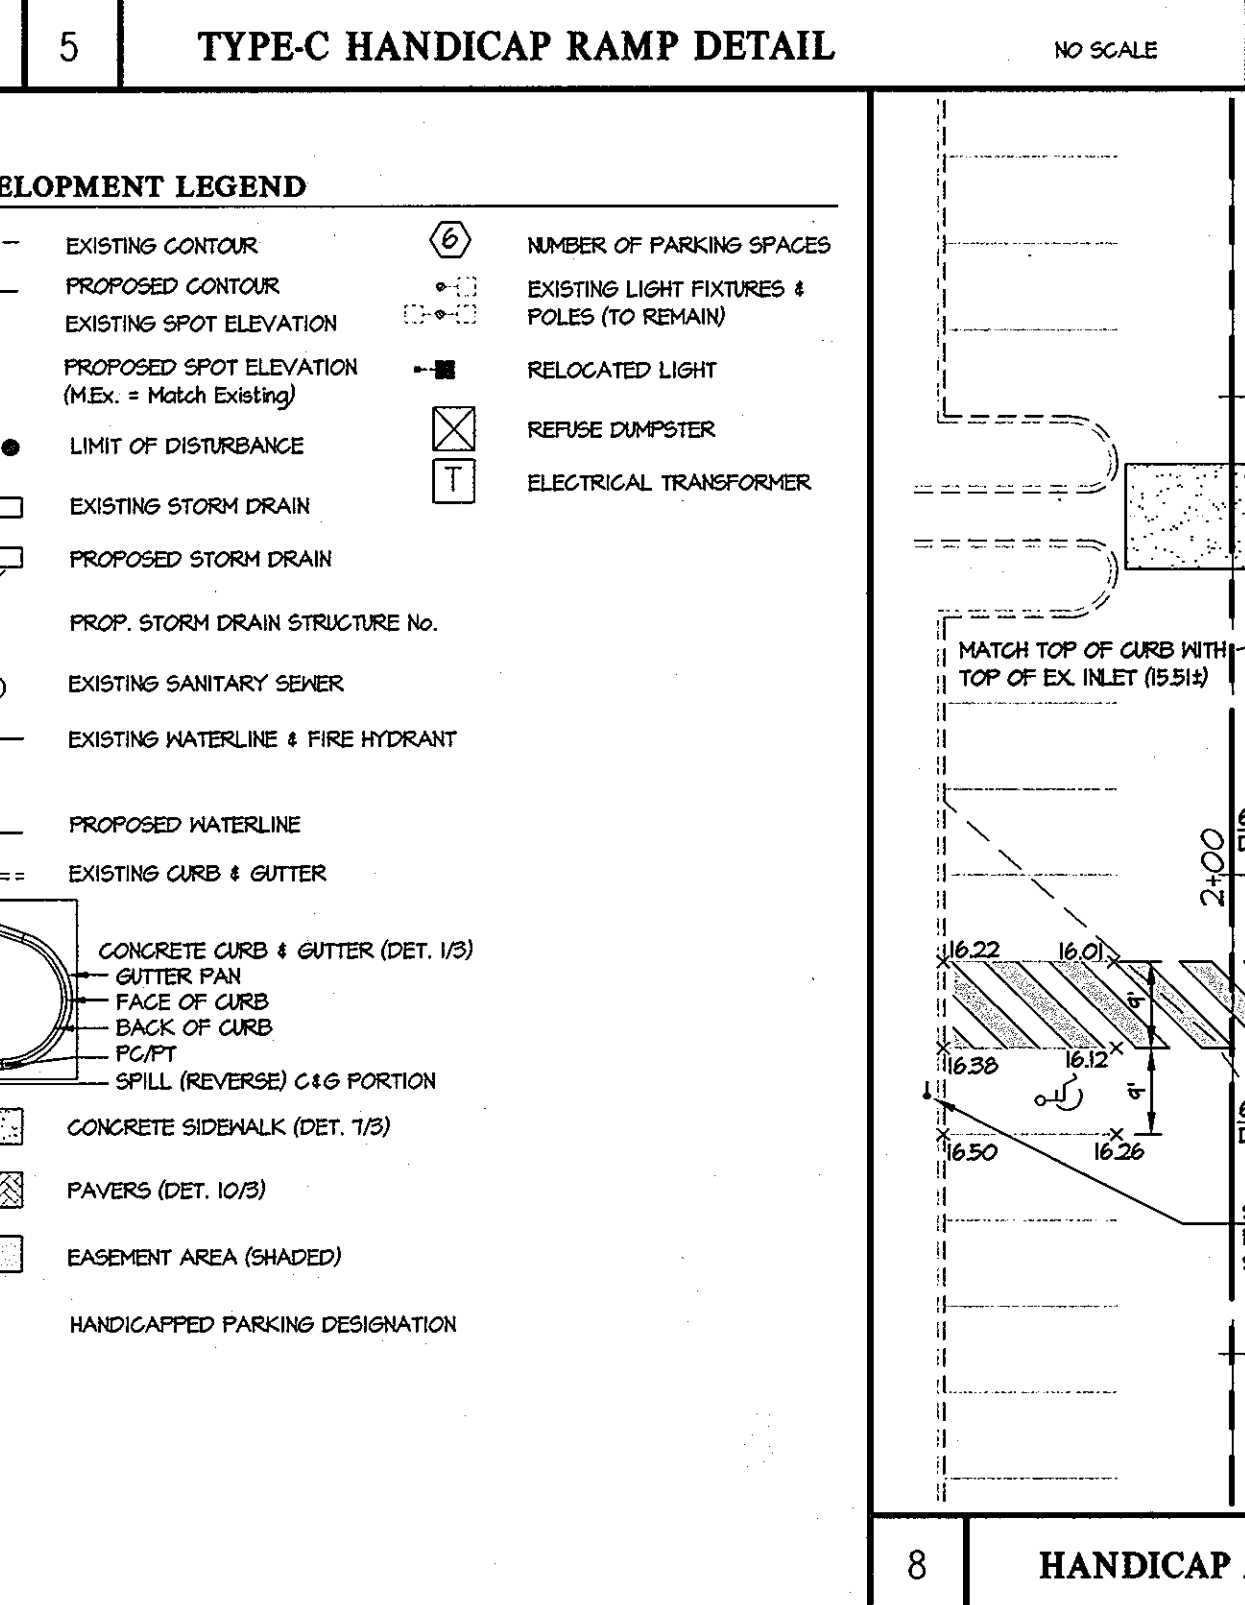 5
TYPE-C HANDICAP RAMP DETAIL
NO SCALE
ELOPMENT LEGEND
EXISTING CONTOUR
PROPOSED CONTOUR
EXISTING SPOT ELEVATION
PROPOSED SPOT ELEVATION
(M.Ex. = Match Existing)
LIMIT OF DISTURBANCE
EXISTING STORM DRAIN
PROPOSED STORM DRAIN
PROP. STORM DRAIN STRUCTURE No.
EXISTING SANITARY SEWER
EXISTING WATERLINE & FIRE HYDRANT
PROPOSED WATERLINE
EXISTING CURB & GUTTER
CONCRETE CURB & GUTTER (DET. 1/3)
GUTTER PAN
FACE OF CURB
BACK OF CURB
PC/PT
SPILL (REVERSE) C&G PORTION
CONCRETE SIDEWALK (DET. 7/3)
PAVERS (DET. 10/3)
EASEMENT AREA (SHADED)
HANDICAPPED PARKING DESIGNATION
6
NUMBER OF PARKING SPACES
EXISTING LIGHT FIXTURES &
POLES (TO REMAIN)
RELOCATED LIGHT
REFUSE DUMPSTER
T
ELECTRICAL TRANSFORMER
MATCH TOP OF CURB WITH
TOP OF EX. INLET (15.51±)
2+00
16.22
16.01
9'
16.38
16.12
9'
16.50
16.26
8
HANDICAP